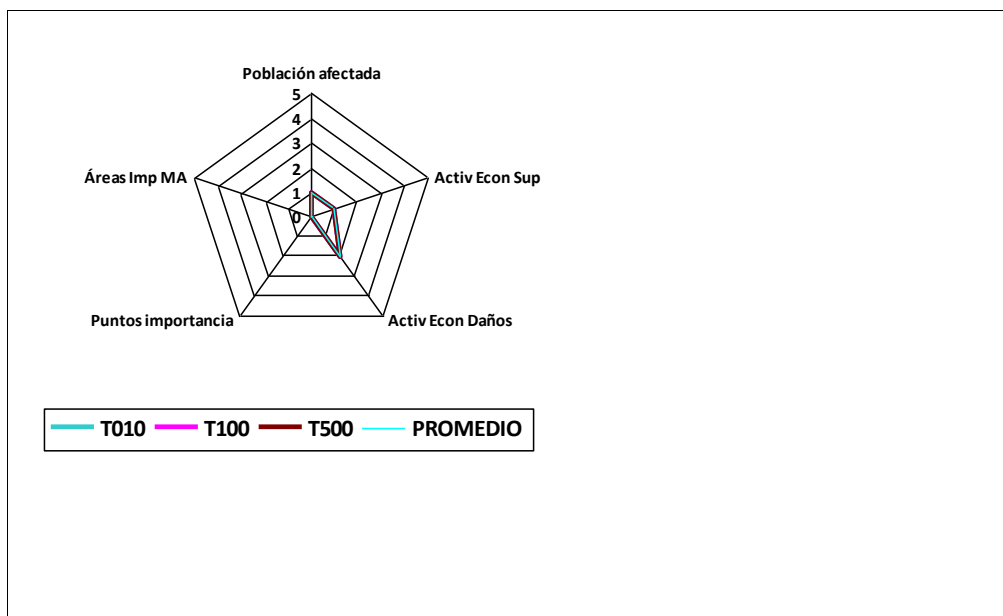 Población afectada
5
4
3
2
1
0
Áreas Imp MA
Activ Econ Sup
Puntos importancia
Activ Econ Daños
T010 T100 T500 PROMEDIO